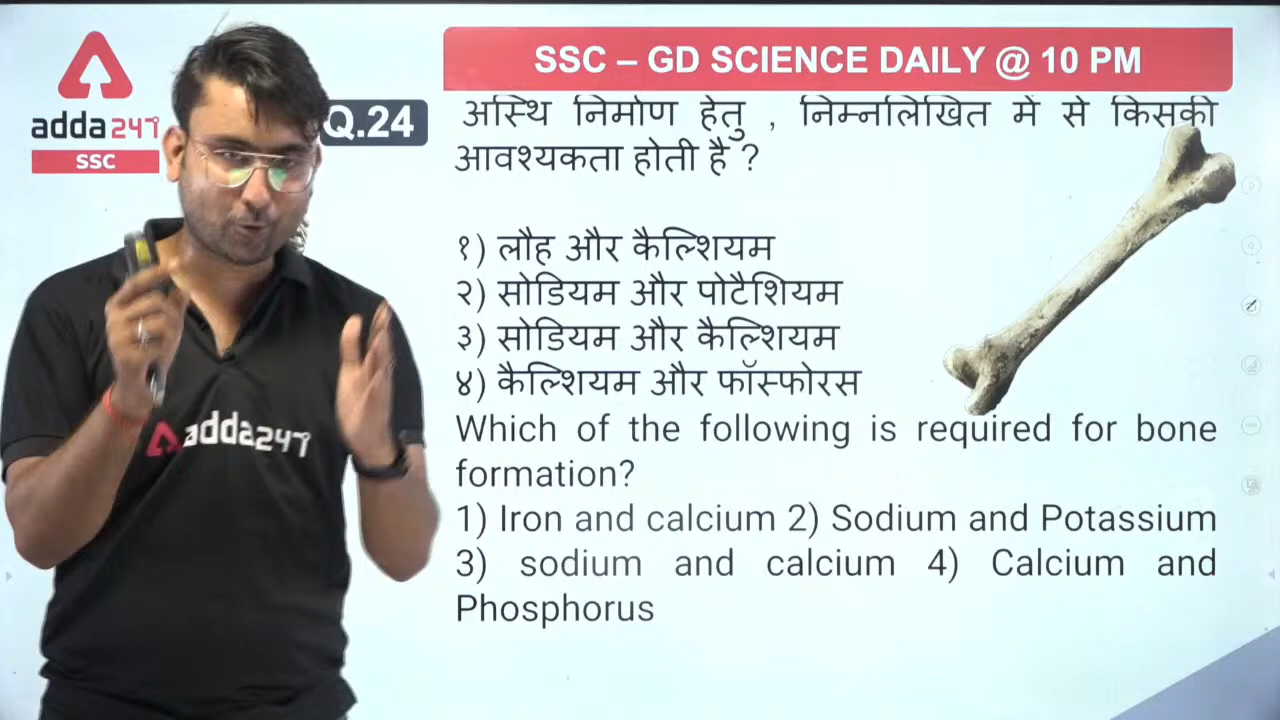 SSC – GD SCIENCE DAILY @ 10 PM
adda247
SSC
Q.24
अस्थि निर्माण हेतु , निम्नलिखित में से किसकी
आवश्यकता होती है ?
१) लौह और कैल्शियम
२) सोडियम और पोटैशियम
३) सोडियम और कैल्शियम
४) कैल्शियम और फॉस्फोरस
Which of the following is required for bone
formation?
1) Iron and calcium 2) Sodium and Potassium
3) sodium and calcium 4) Calcium and
Phosphorus
adda247